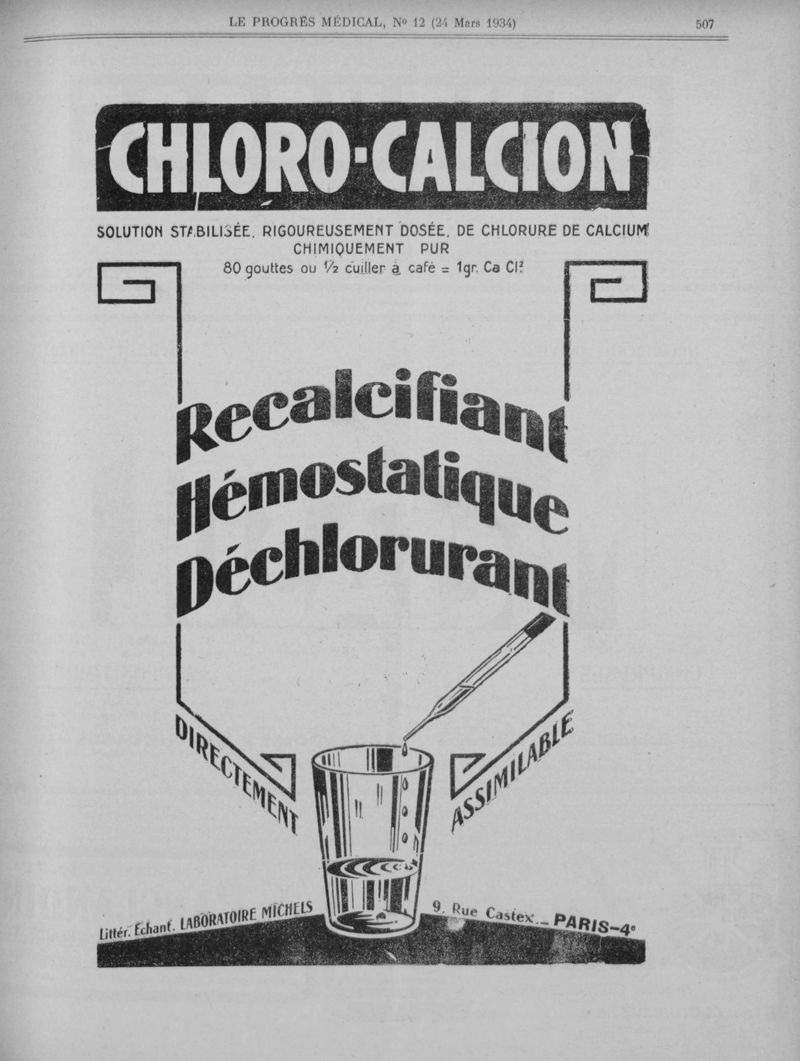 LE PROGRÈS MÉDICAL, No 12 (24 Mars 1934) 507
CHLORO-CALCION
SOLUTION STABILISÉE, RIGOUREUSEMENT DOSÉE, DE CHLORURE DE CALCIUM
CHIMIQUEMENT PUR
80 gouttes ou 1/2 cuiller à café = 1gr. Ca Cl²
Recalcifiant
Hémostatique
Déchlorurant
DIRECTEMENT ASSIMILABLE
Littér. Échant. LABORATOIRE MICHELS 9, Rue Castex _ PARIS-4e